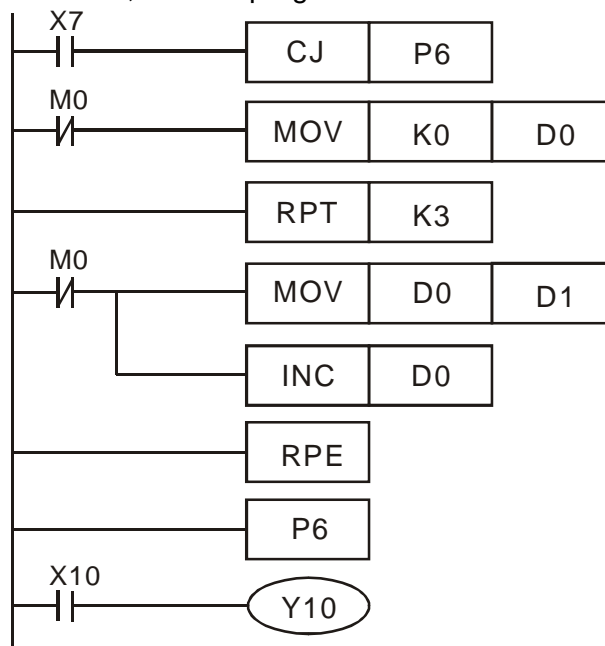 X7
CJ P6
M0
MOV K0 D0
RPT K3
M0
MOV D0 D1
INC D0
RPE
P6
X10
Y10